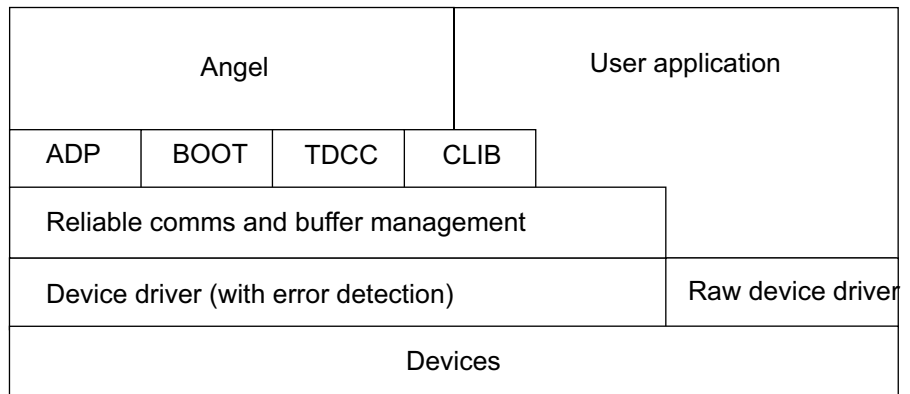 Angel
User application
ADP
BOOT
TDCC
CLIB
Reliable comms and buffer management
Device driver (with error detection)
Raw device driver
Devices